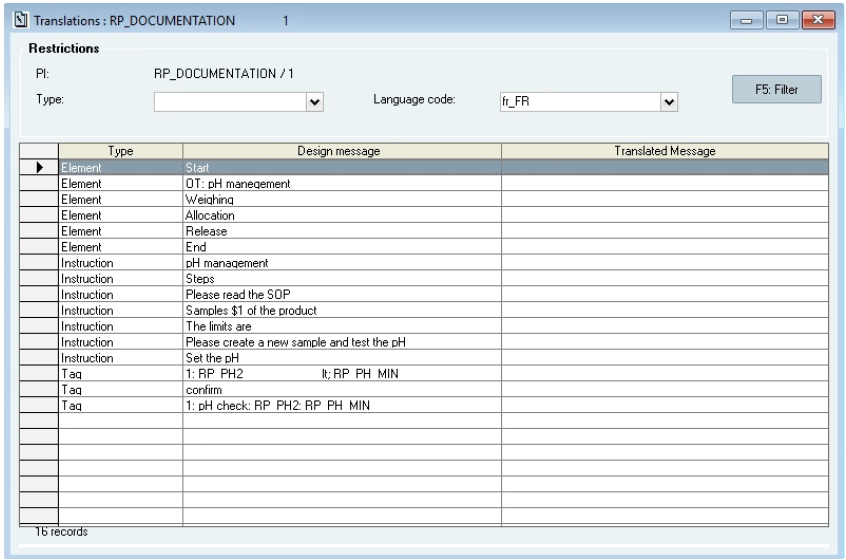 Translations : RP_DOCUMENTATION 1
Restrictions
PI: RP_DOCUMENTATION / 1
Type: Language code: fr_FR F5: Filter
Type Design message Translated Message
Element Start
Element OT: pH manegement
Element Weighing
Element Allocation
Element Release
Element End
Instruction pH management
Instruction Steps
Instruction Please read the SOP
Instruction Samples $1 of the product
Instruction The limits are
Instruction Please create a new sample and test the pH
Instruction Set the pH
Tag 1: RP_PH2 lt; RP_PH_MIN
Tag confirm
Tag 1: pH check: RP_PH2: RP_PH_MIN
16 records